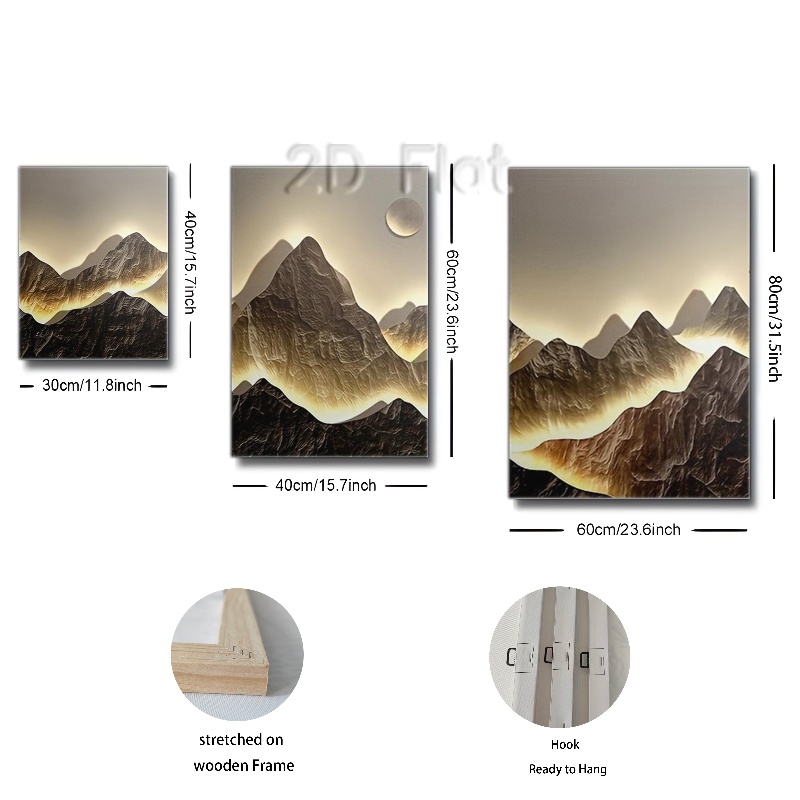 2D Flat
40cm/15.7inch
30cm/11.8inch
60cm/23.6inch
40cm/15.7inch
80cm/31.5inch
60cm/23.6inch
stretched on
wooden Frame
Hook
Ready to Hang